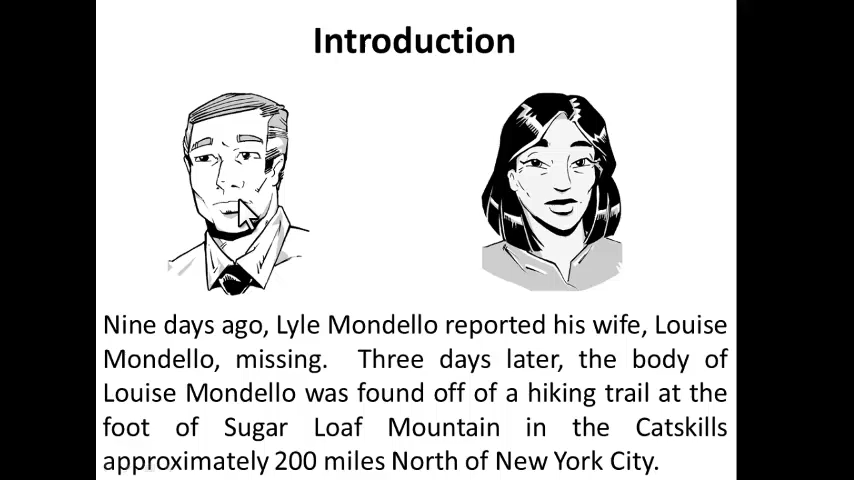 Introduction
Nine days ago, Lyle Mondello reported his wife, Louise
Mondello, missing. Three days later, the body of
Louise Mondello was found off of a hiking trail at the
foot of Sugar Loaf Mountain in the Catskills
approximately 200 miles North of New York City.